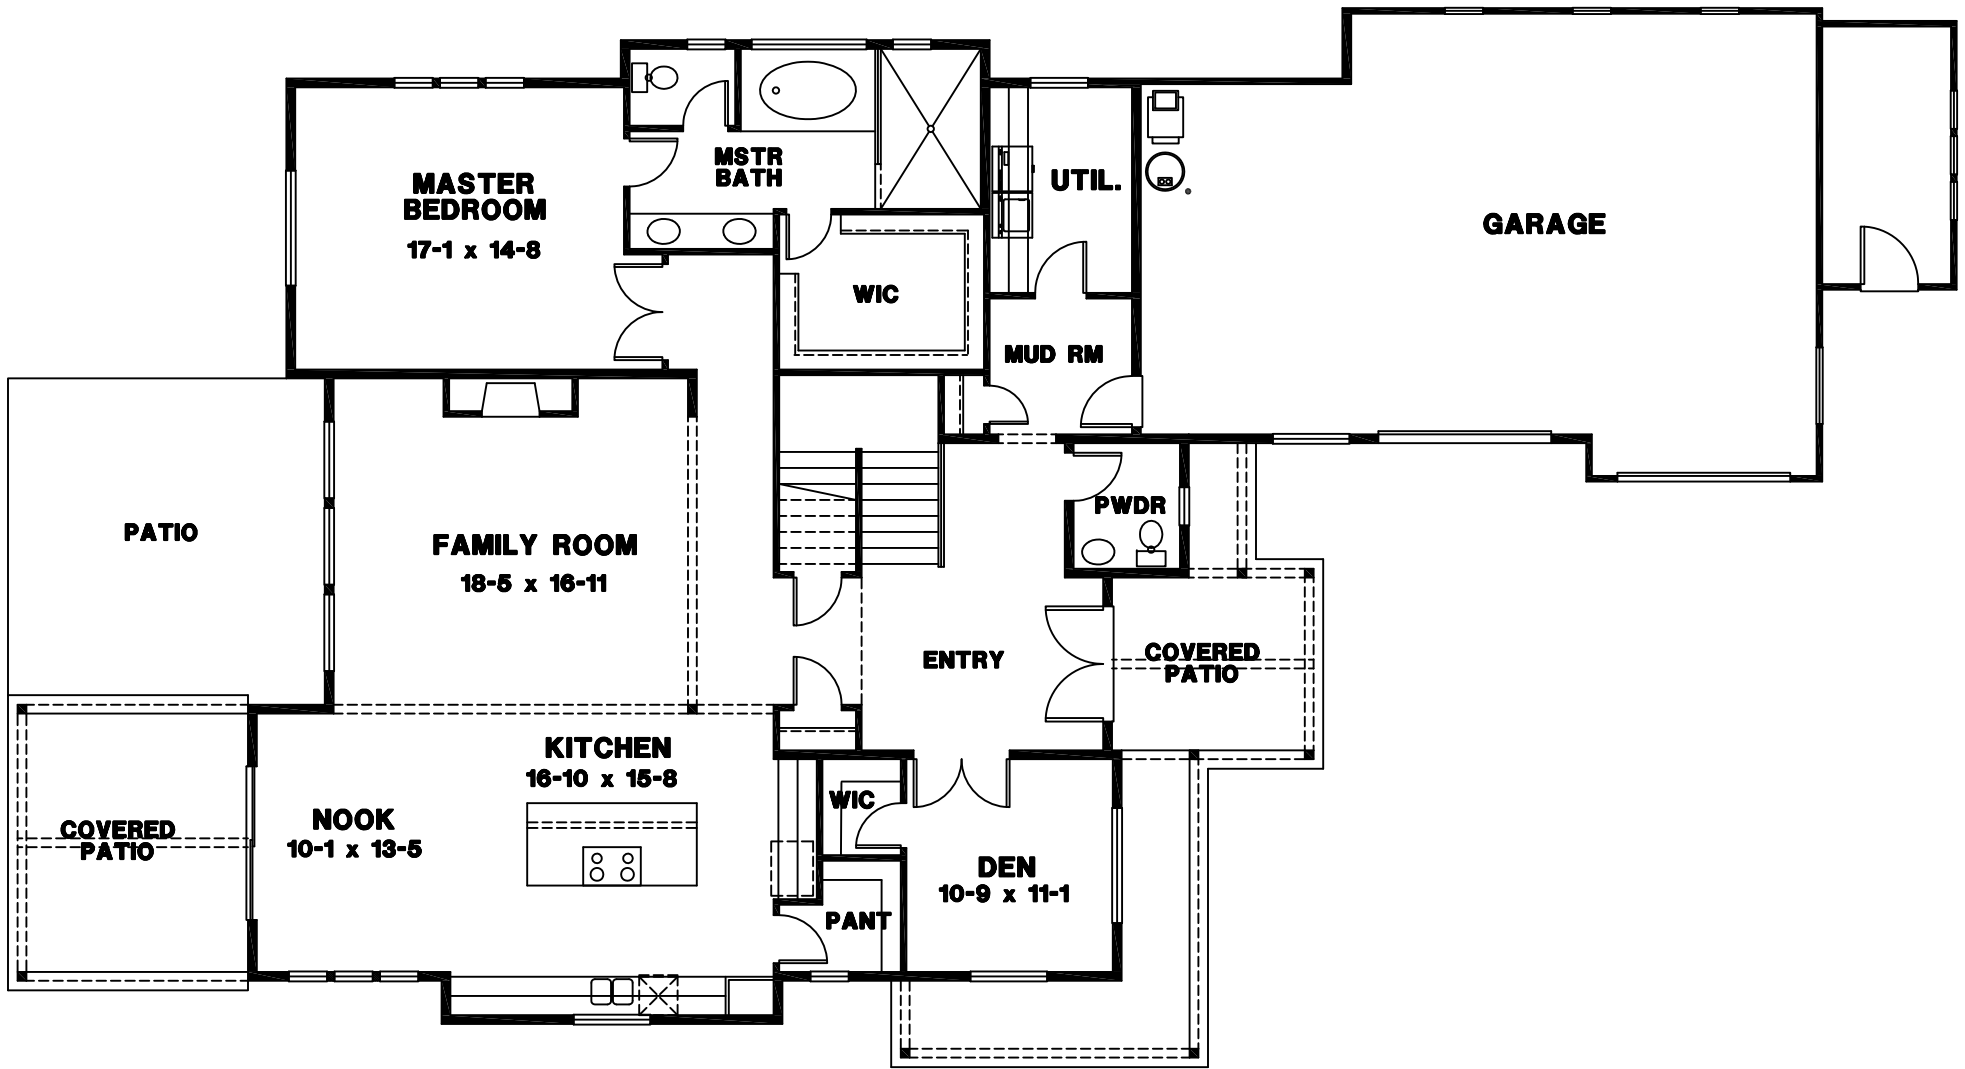 MSTR
BATH
MASTER
BEDROOM
17-1 x 14-8
UTIL.
GARAGE
WIC
MUD RM
PATIO
FAMILY ROOM
18-5 x 16-11
PWDR
ENTRY
COVERED
PATIO
KITCHEN
16-10 x 15-8
NOOK
10-1 x 13-5
COVERED
PATIO
WIC
DEN
10-9 x 11-1
PANT